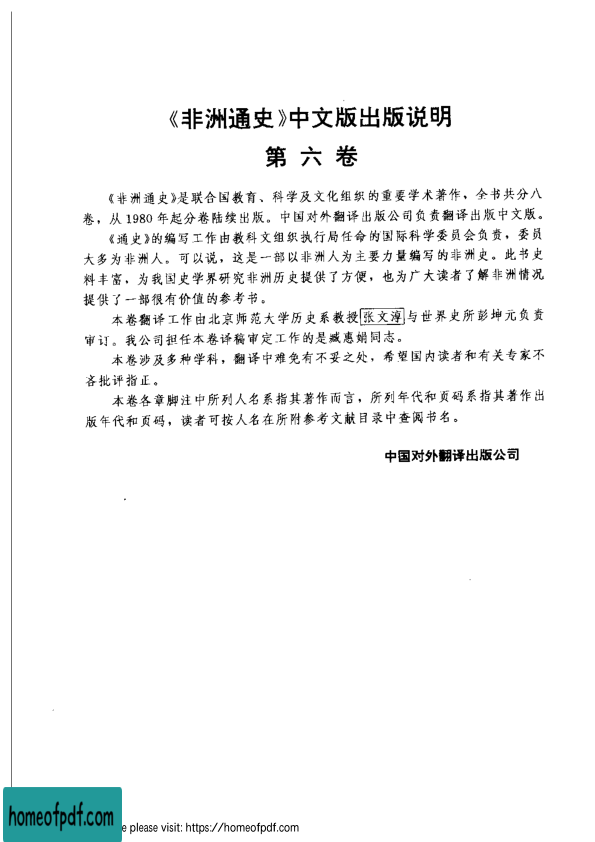 《非洲通史》中文版出版说明
第六卷
《非洲通史》是联合国教育、科学及文化组织的重要学术著作，全书共分八
卷，从1980年起分卷陆续出版。中国对外翻译出版公司负责翻译出版中文版。
《通史》的编写工作由教科文组织执行局任命的国际科学委员会负责，委员
大多为非洲人。可以说，这是一部以非洲人为主要力量编写的非洲史。此书史
料丰富，为我国史学界研究非洲历史提供了方便，也为广大读者了解非洲情况
提供了一部很有价值的参考书。
本卷翻译工作由北京师范大学历史系教授张文淳与世界史所彭坤元负责
审订。我公司担任本卷译稿审定工作的是臧惠娟同志。
本卷涉及多种学科，翻译中难免有不妥之处，希望国内读者和有关专家不
吝批评指正。
本卷各章脚注中所列人名系指其著作而言，所列年代和页码系指其著作出
版年代和页码，读者可按人名在所附参考文献目录中查阅书名。
中国对外翻译出版公司
homeofpdf.com
e please visit: https://homeofpdf.com